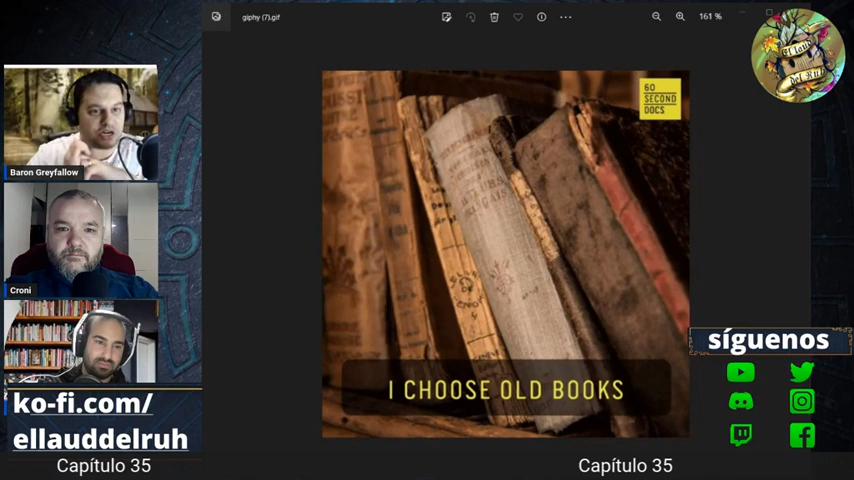 giphy (7).gif
161 %
60
SECOND
DOCS
Baron Greyfallow
Croni
I CHOOSE OLD BOOKS
síguenos
ko-fi.com/
ellauddelruh
Capítulo 35
Capítulo 35